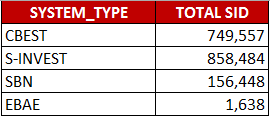 SYSTEM_TYPE TOTAL SID
CBEST 749,557
S-INVEST 858,484
SBN 156,448
EBAE 1,638